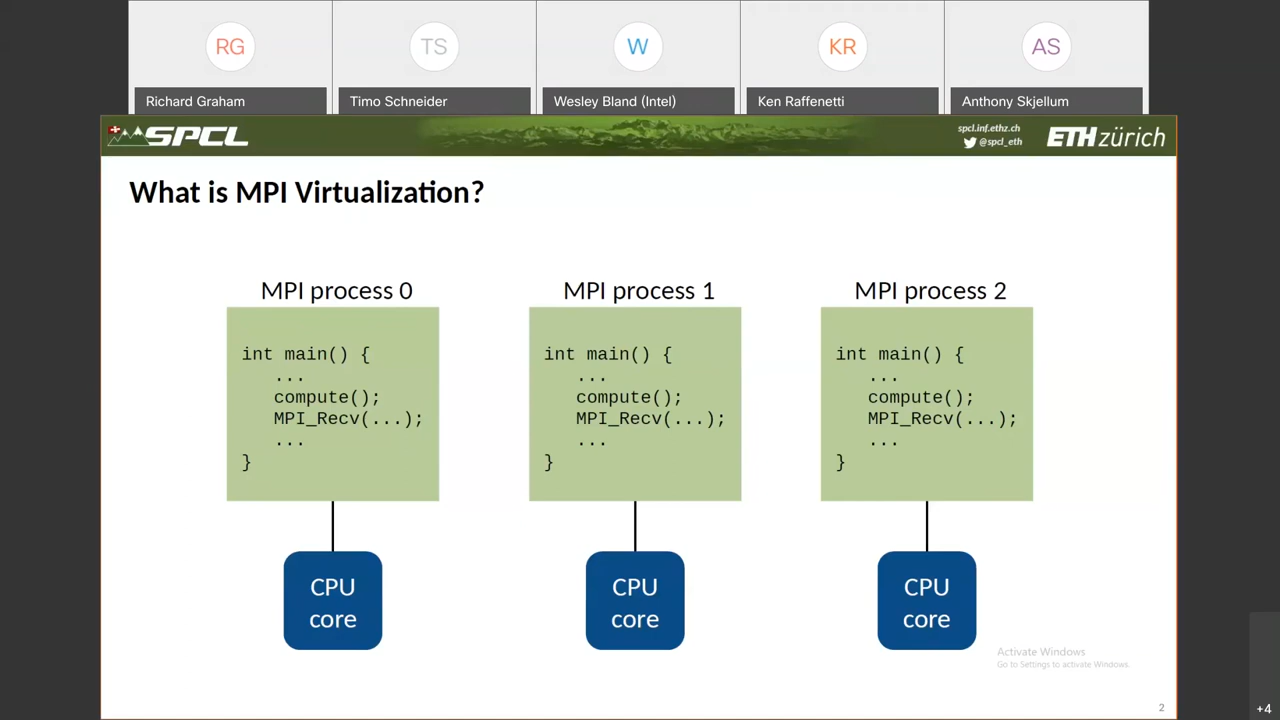 RG
TS
W
KR
AS
Richard Graham
Timo Schneider
Wesley Bland (Intel)
Ken Raffenetti
Anthony Skjellum
SPCL
spcl.inf.ethz.ch
@spcl_eth
ETH zürich
What is MPI Virtualization?
MPI process 0
int main() {
...
compute();
MPI_Recv(...);
...
}
CPU
core
MPI process 1
int main() {
...
compute();
MPI_Recv(...);
...
}
CPU
core
MPI process 2
int main() {
...
compute();
MPI_Recv(...);
...
}
CPU
core
Activate Windows
Go to Settings to activate Windows.
2
+4